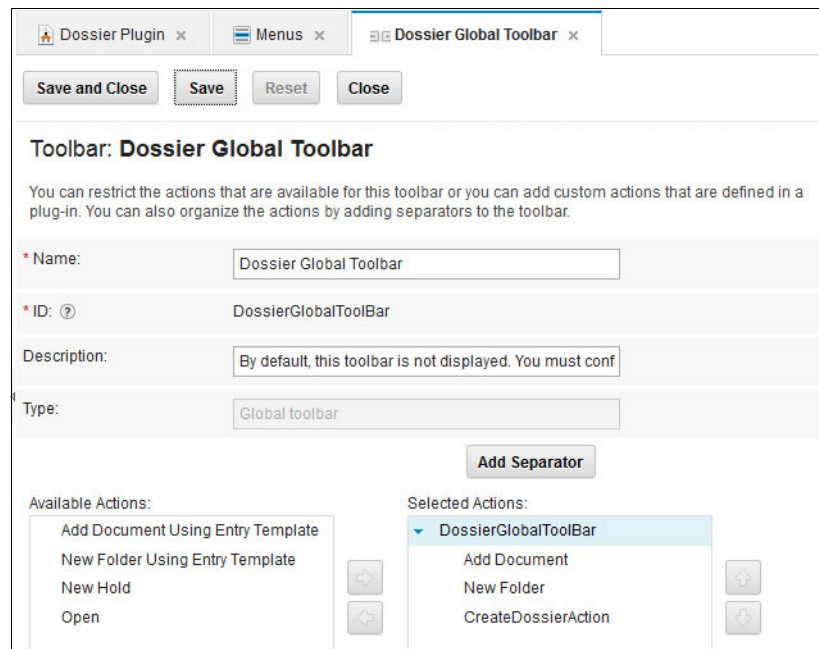 Dossier Plugin × Menus × Dossier Global Toolbar ×
Save and Close Save Reset Close
Toolbar: Dossier Global Toolbar
You can restrict the actions that are available for this toolbar or you can add custom actions that are defined in a
plug-in. You can also organize the actions by adding separators to the toolbar.
* Name: Dossier Global Toolbar
* ID: ? DossierGlobalToolBar
Description: By default, this toolbar is not displayed. You must conf
Type: Global toolbar
Add Separator
Available Actions: Selected Actions:
Add Document Using Entry Template DossierGlobalToolBar
New Folder Using Entry Template Add Document
New Hold New Folder
Open CreateDossierAction